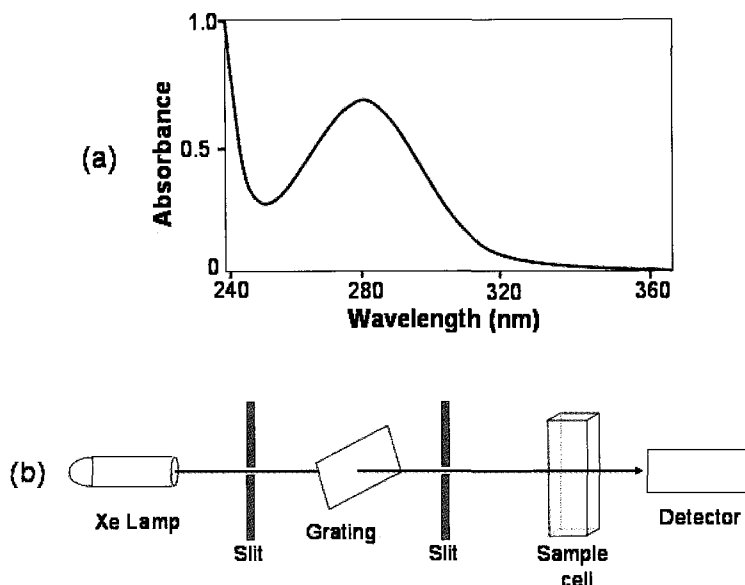 (a)
Absorbance
1.0
0.5
0
240 280 320 360
Wavelength (nm)
(b)
Xe Lamp
Slit
Grating
Slit
Sample
cell
Detector